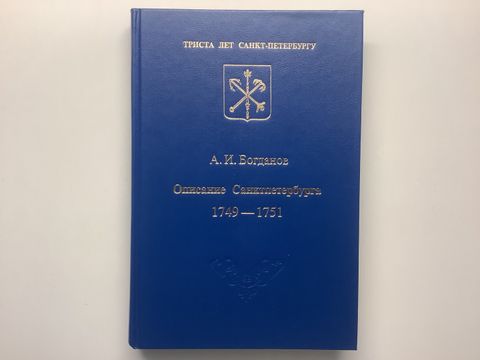 ТРИСТА ЛЕТ САНКТ-ПЕТЕРБУРГУ
А. И. Богданов
Описание Санктпетербурга
1749 — 1751